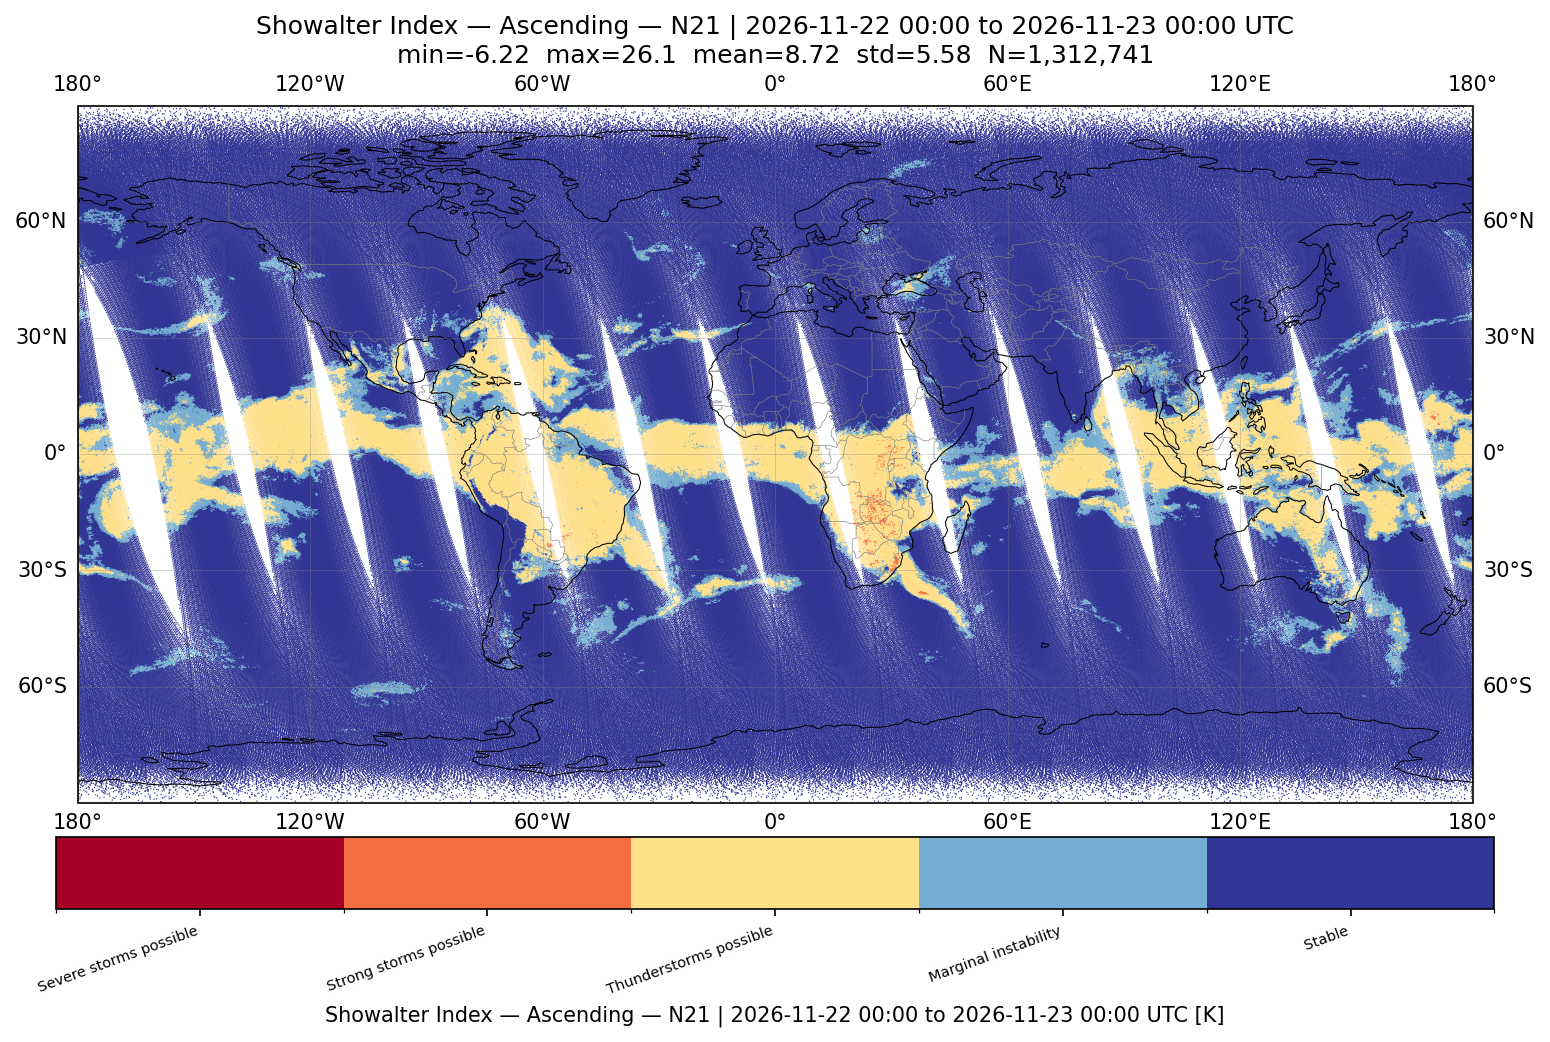 Showalter Index — Ascending — N21 | 2026-11-22 00:00 to 2026-11-23 00:00 UTC
min=-6.22 max=26.1 mean=8.72 std=5.58 N=1,312,741
180° 120°W 60°W 0° 60°E 120°E 180°
60°N 60°N
30°N 30°N
0° 0°
30°S 30°S
60°S 60°S
180° 120°W 60°W 0° 60°E 120°E 180°
Severe storms possible Strong storms possible Thunderstorms possible Marginal instability Stable
Showalter Index — Ascending — N21 | 2026-11-22 00:00 to 2026-11-23 00:00 UTC [K]